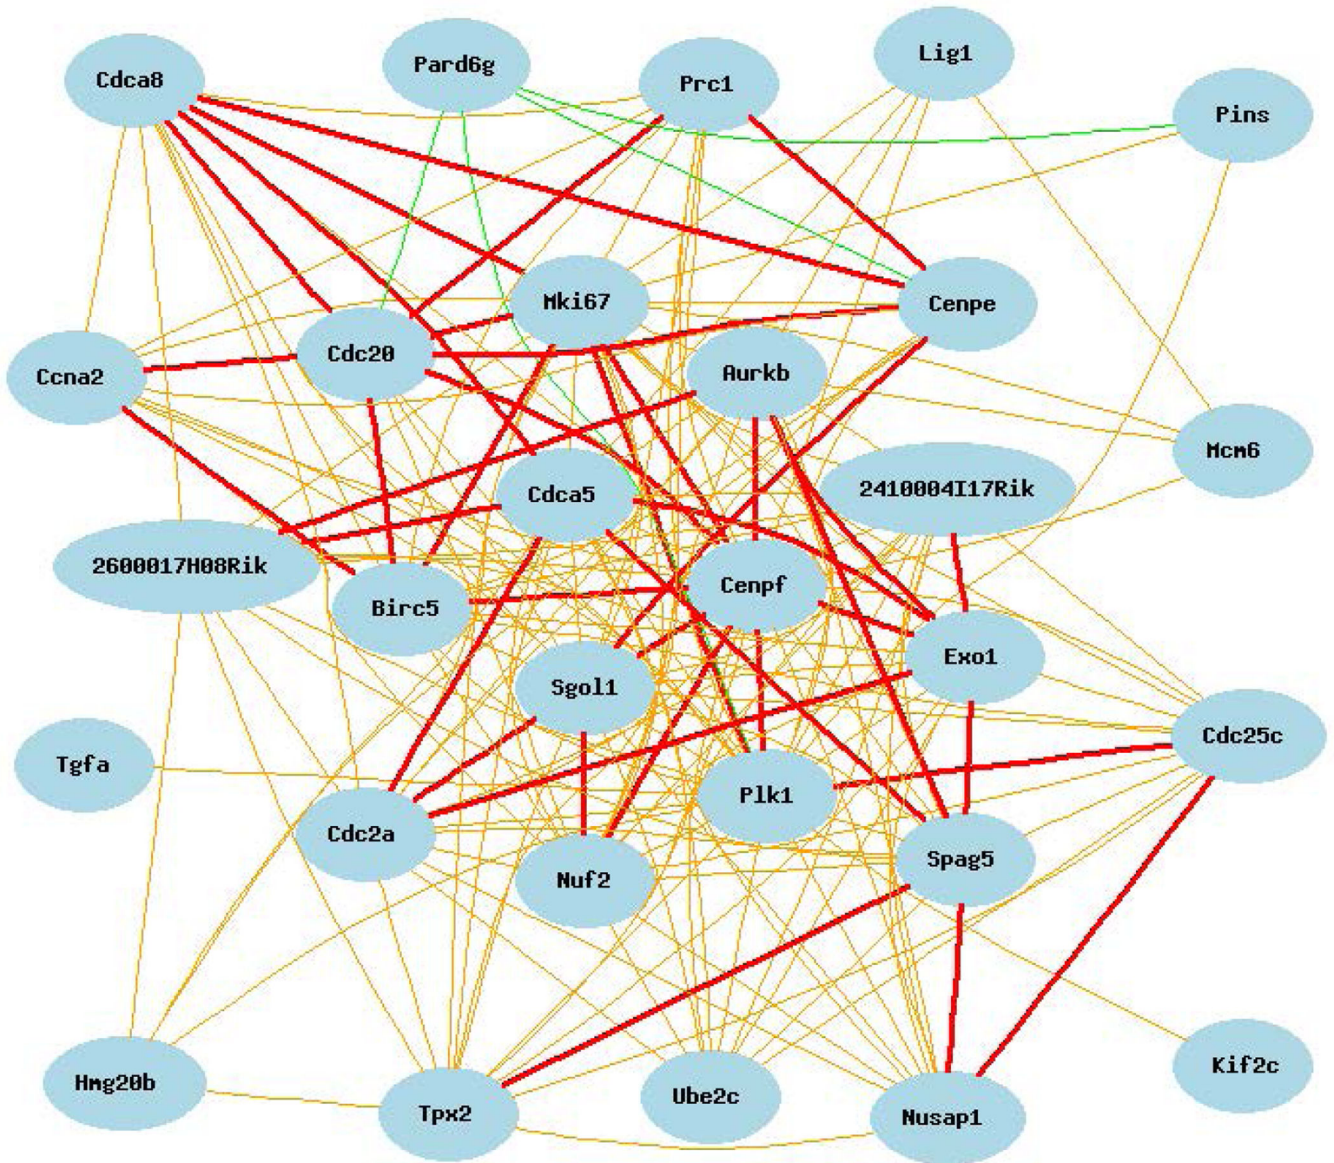 Cdca8
Pard6g
Prc1
Lig1
Pins
Mki67
Cenpe
Cdc20
Ccna2
Aurkb
Mcm6
Cdca5
2410004I17Rik
2600017H08Rik
Birc5
Cenpf
Exo1
Sgol1
Cdc25c
Tgfa
Cdc2a
Plk1
Nuf2
Spag5
Hmg20b
Tpx2
Ube2c
Nusap1
Kif2c